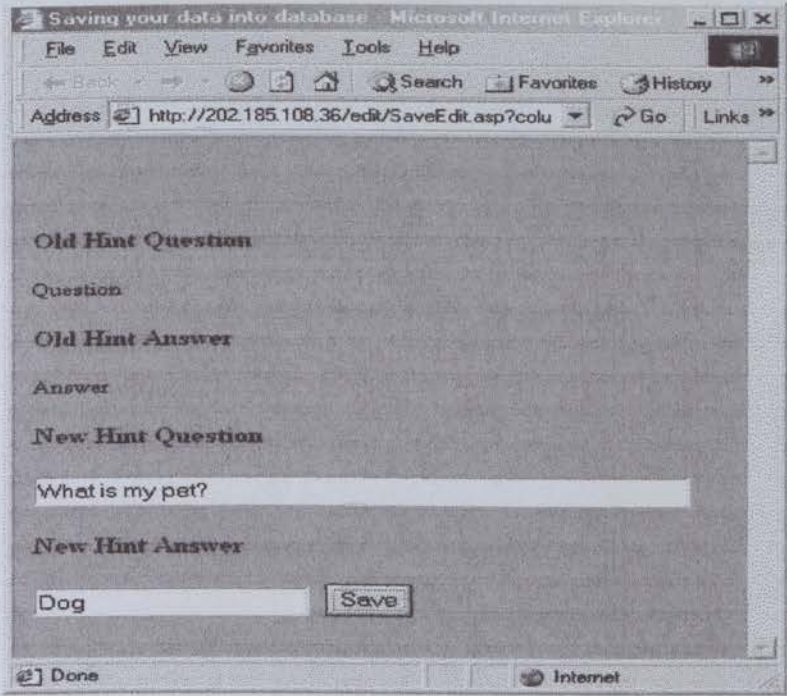 Saving your data into database - Microsoft Internet Explorer
File Edit View Favorites Tools Help
Back Search Favorites History »
Address http://202.185.108.36/edit/SaveEdit.asp?colu Go Links »
Old Hint Question
Question
Old Hint Answer
Answer
New Hint Question
What is my pet?
New Hint Answer
Dog Save
Done Internet